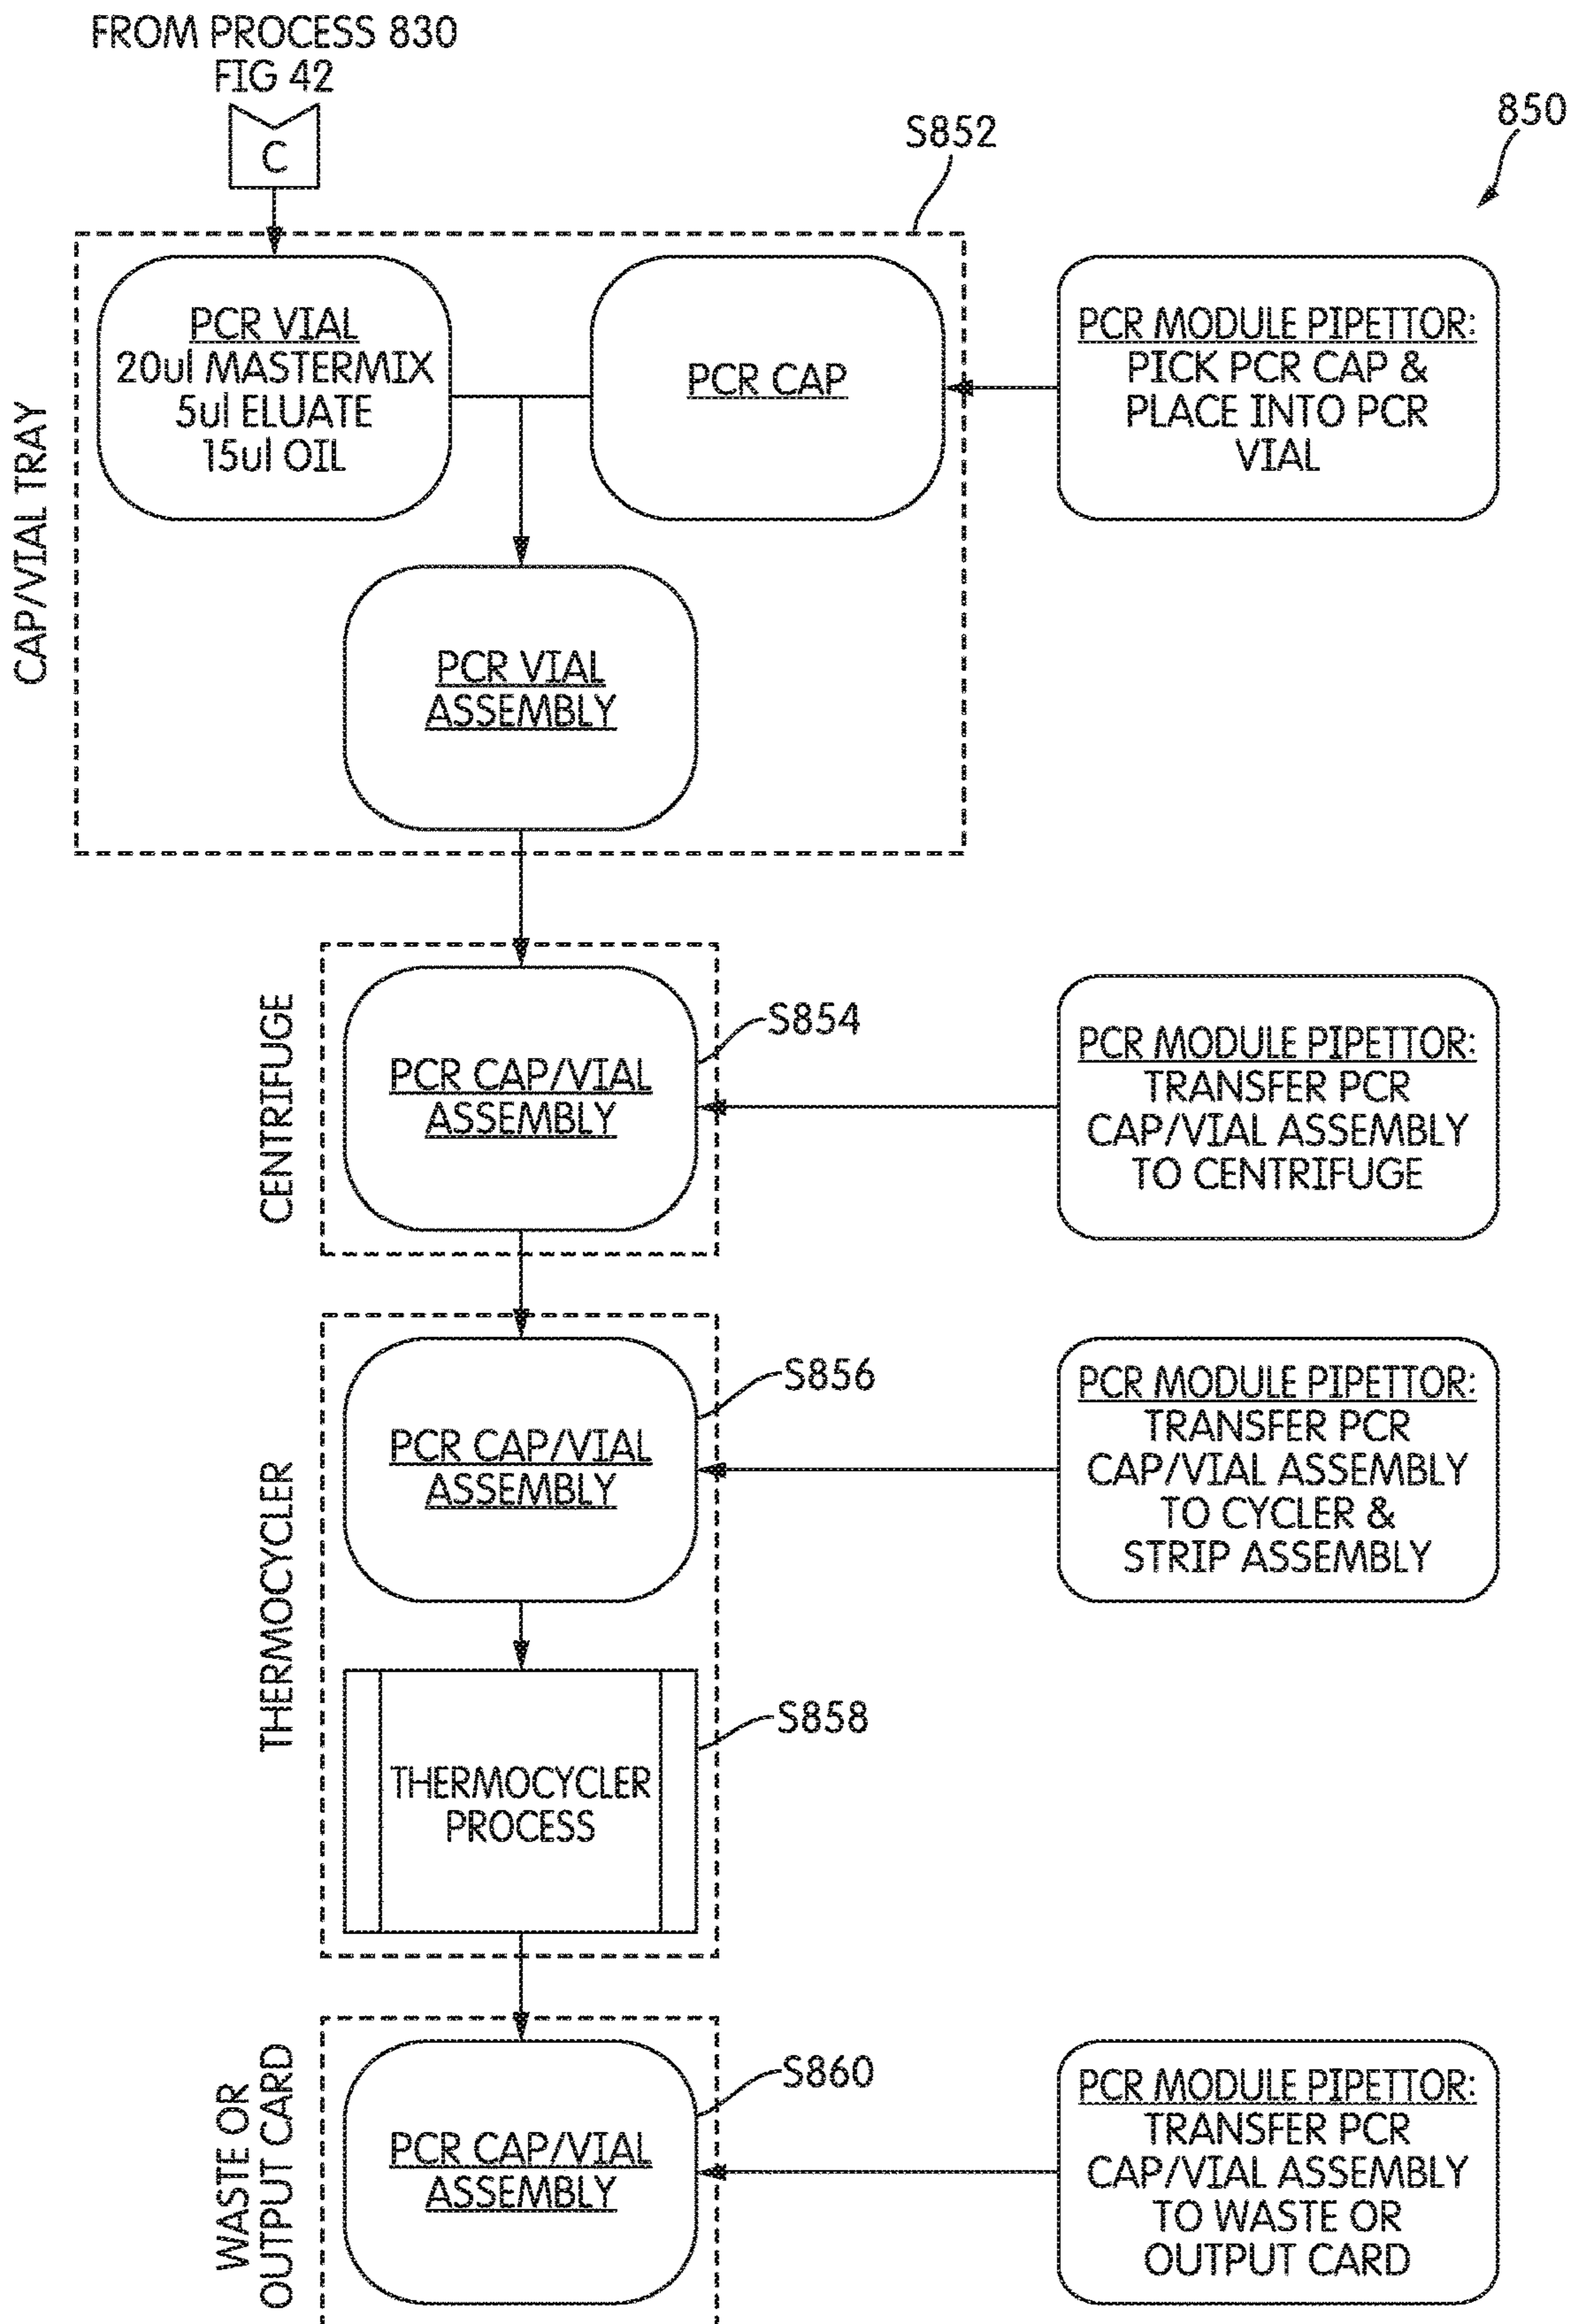 FROM PROCESS 830
FIG 42
C
850
S852
CAP/VIAL TRAY
PCR VIAL
20ul MASTERMIX
5ul ELUATE
15ul OIL
PCR CAP
PCR MODULE PIPETTOR:
PICK PCR CAP &
PLACE INTO PCR
VIAL
PCR VIAL
ASSEMBLY
CENTRIFUGE
S854
PCR CAP/VIAL
ASSEMBLY
PCR MODULE PIPETTOR:
TRANSFER PCR
CAP/VIAL ASSEMBLY
TO CENTRIFUGE
THERMOCYCLER
S856
PCR CAP/VIAL
ASSEMBLY
PCR MODULE PIPETTOR:
TRANSFER PCR
CAP/VIAL ASSEMBLY
TO CYCLER &
STRIP ASSEMBLY
S858
THERMOCYCLER
PROCESS
WASTE OR
OUTPUT CARD
S860
PCR CAP/VIAL
ASSEMBLY
PCR MODULE PIPETTOR:
TRANSFER PCR
CAP/VIAL ASSEMBLY
TO WASTE OR
OUTPUT CARD